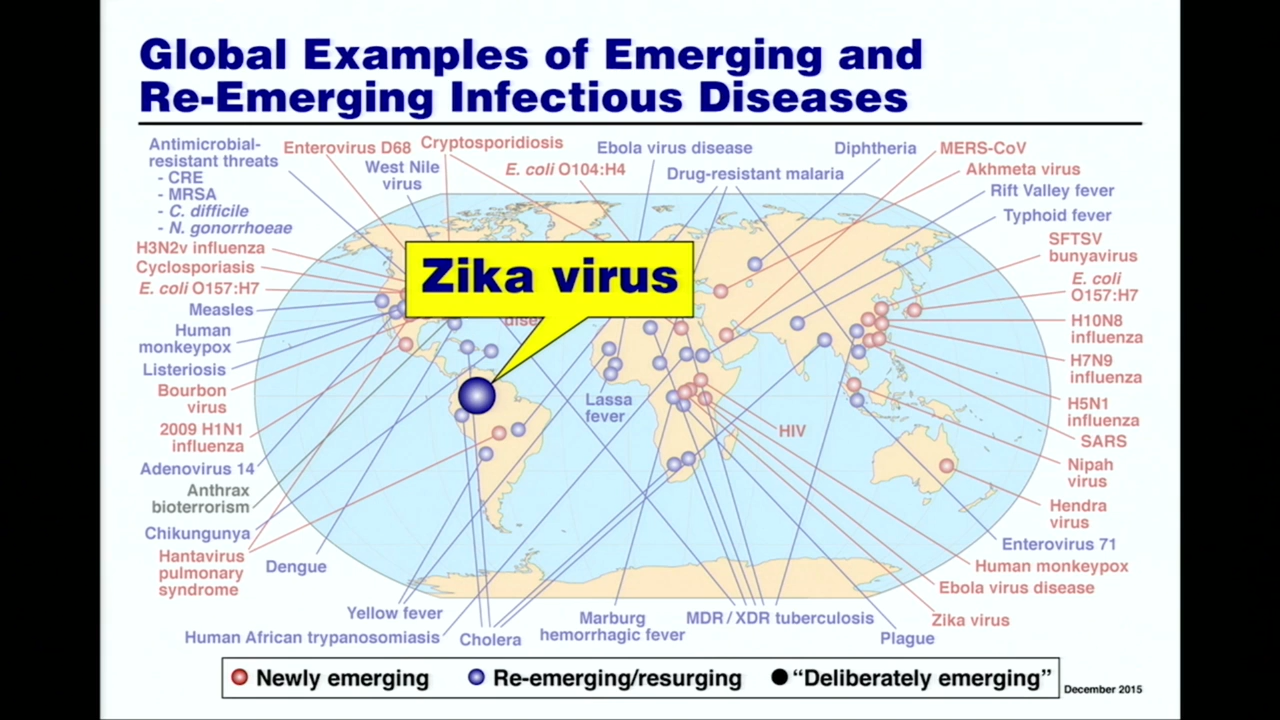 Global Examples of Emerging and
Re-Emerging Infectious Diseases
Antimicrobial-
resistant threats
- CRE
- MRSA
- C. difficile
- N. gonorrhoeae
Enterovirus D68
Cryptosporidiosis
West Nile
virus
E. coli O104:H4
Ebola virus disease
Drug-resistant malaria
Diphtheria
MERS-CoV
Akhmeta virus
Rift Valley fever
Typhoid fever
H3N2v influenza
Cyclosporiasis
E. coli O157:H7
Measles
Human
monkeypox
Listeriosis
Bourbon
virus
2009 H1N1
influenza
Adenovirus 14
Anthrax
bioterrorism
Chikungunya
Hantavirus
pulmonary
syndrome
Dengue
Yellow fever
Human African trypanosomiasis
Cholera
Zika virus
Lassa
fever
HIV
SFTSV
bunyavirus
E. coli
O157:H7
H10N8
influenza
H7N9
influenza
H5N1
influenza
SARS
Nipah
virus
Hendra
virus
Enterovirus 71
Human monkeypox
Ebola virus disease
Zika virus
Plague
MDR / XDR tuberculosis
Marburg
hemorrhagic fever
Newly emerging
Re-emerging/resurging
“Deliberately emerging”
December 2015